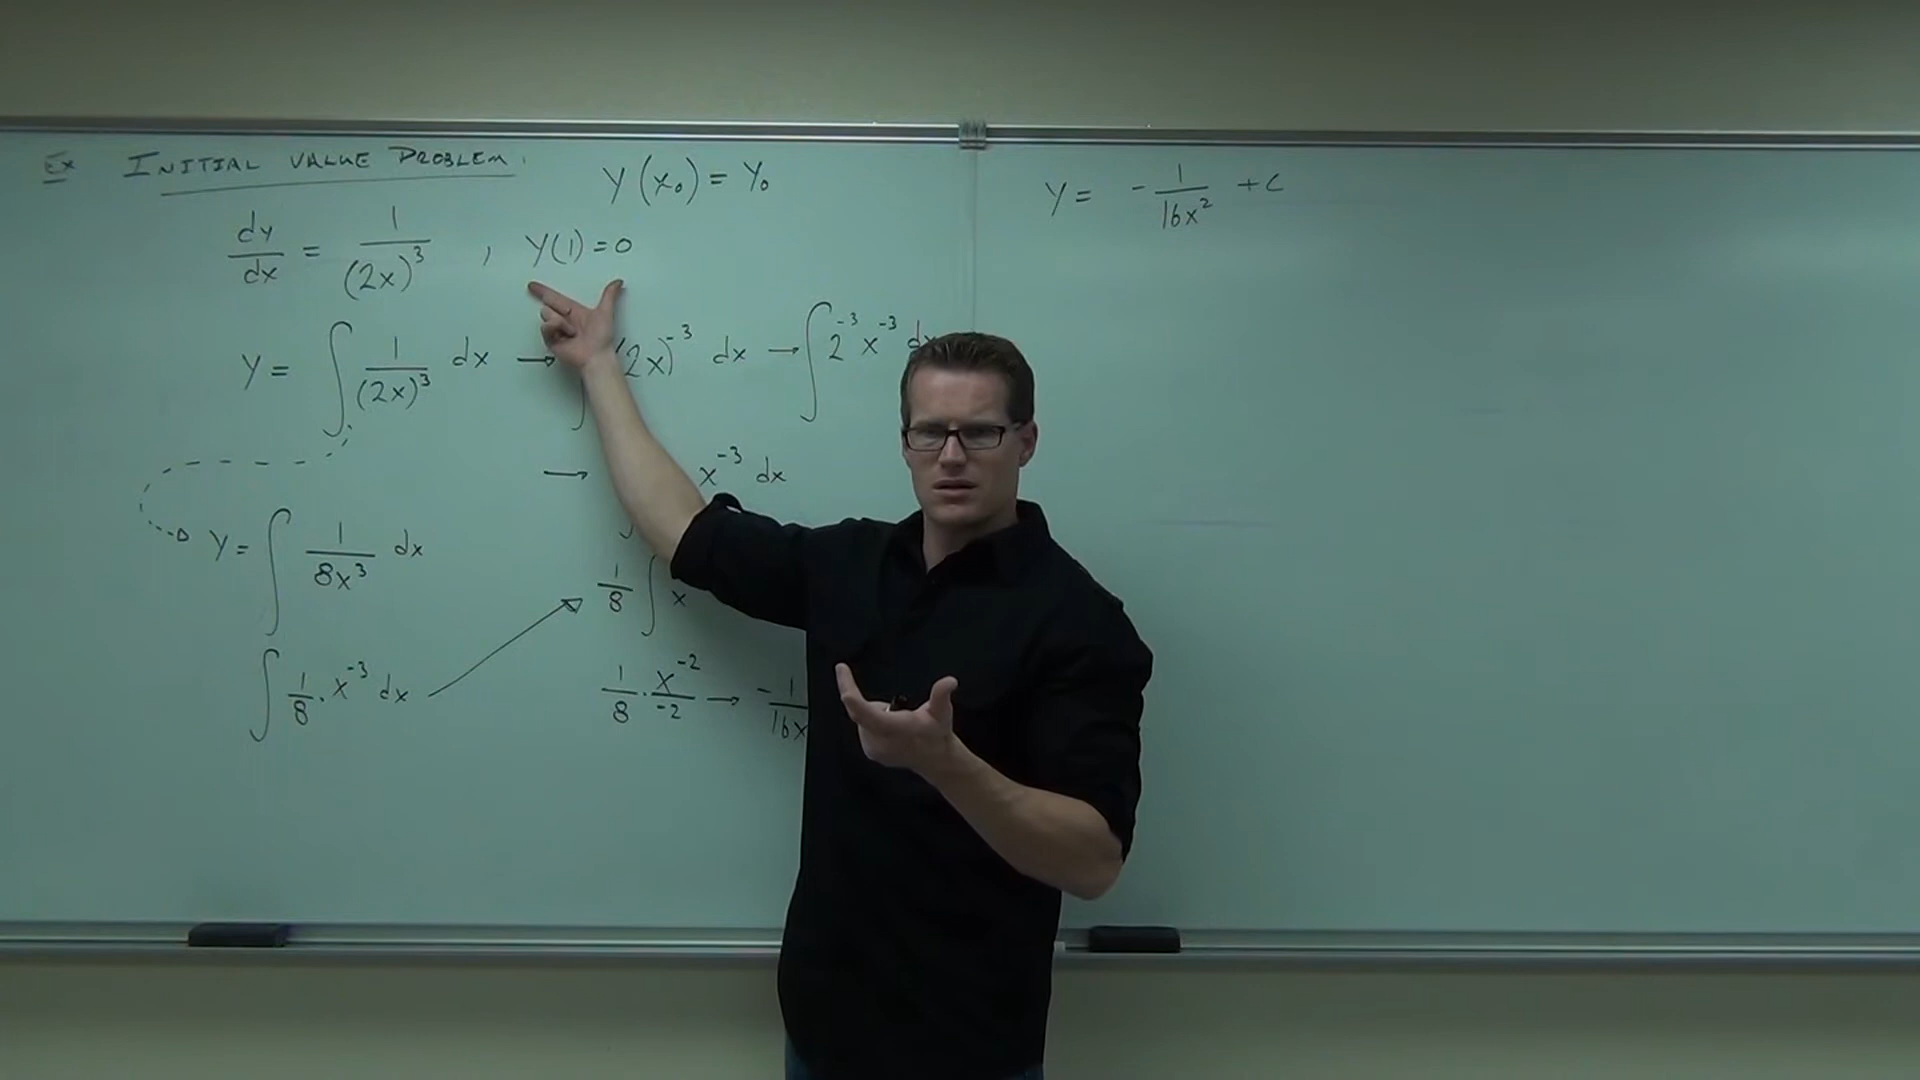 Ex INITIAL VALUE PROBLEM.
y(x₀) = y₀
dy/dx = 1/(2x)³ , y(1) = 0
y = ∫ 1/(2x)³ dx → ∫ (2x)⁻³ dx → ∫ 2⁻³ x⁻³ dx
→ x⁻³ dx
y = ∫ 1/8x³ dx
1/8 ∫ x
∫ 1/8 · x⁻³ dx
1/8 · x⁻²/-2 → -1/16x
y = -1/16x² + c